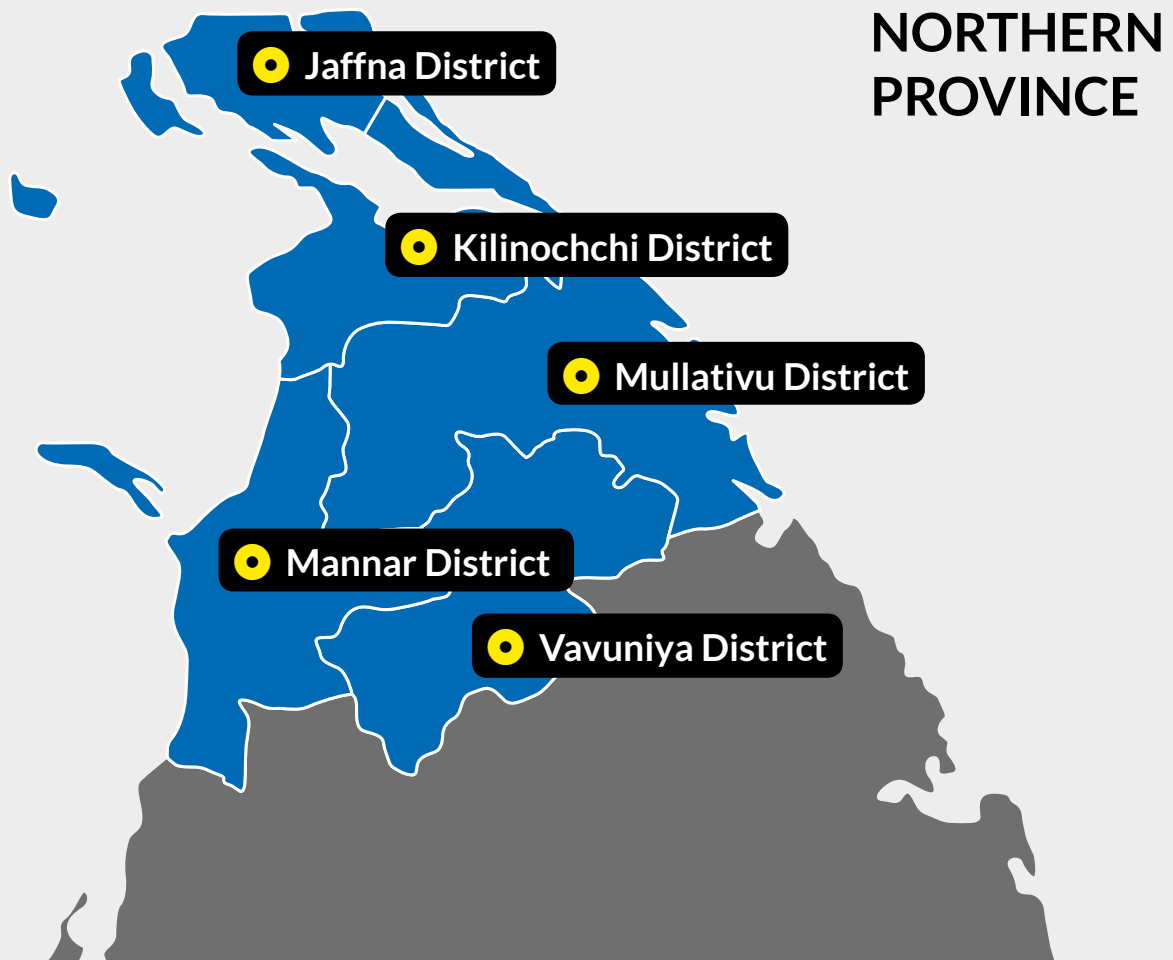 NORTHERN
PROVINCE
Jaffna District
Kilinochchi District
Mullativu District
Mannar District
Vavuniya District